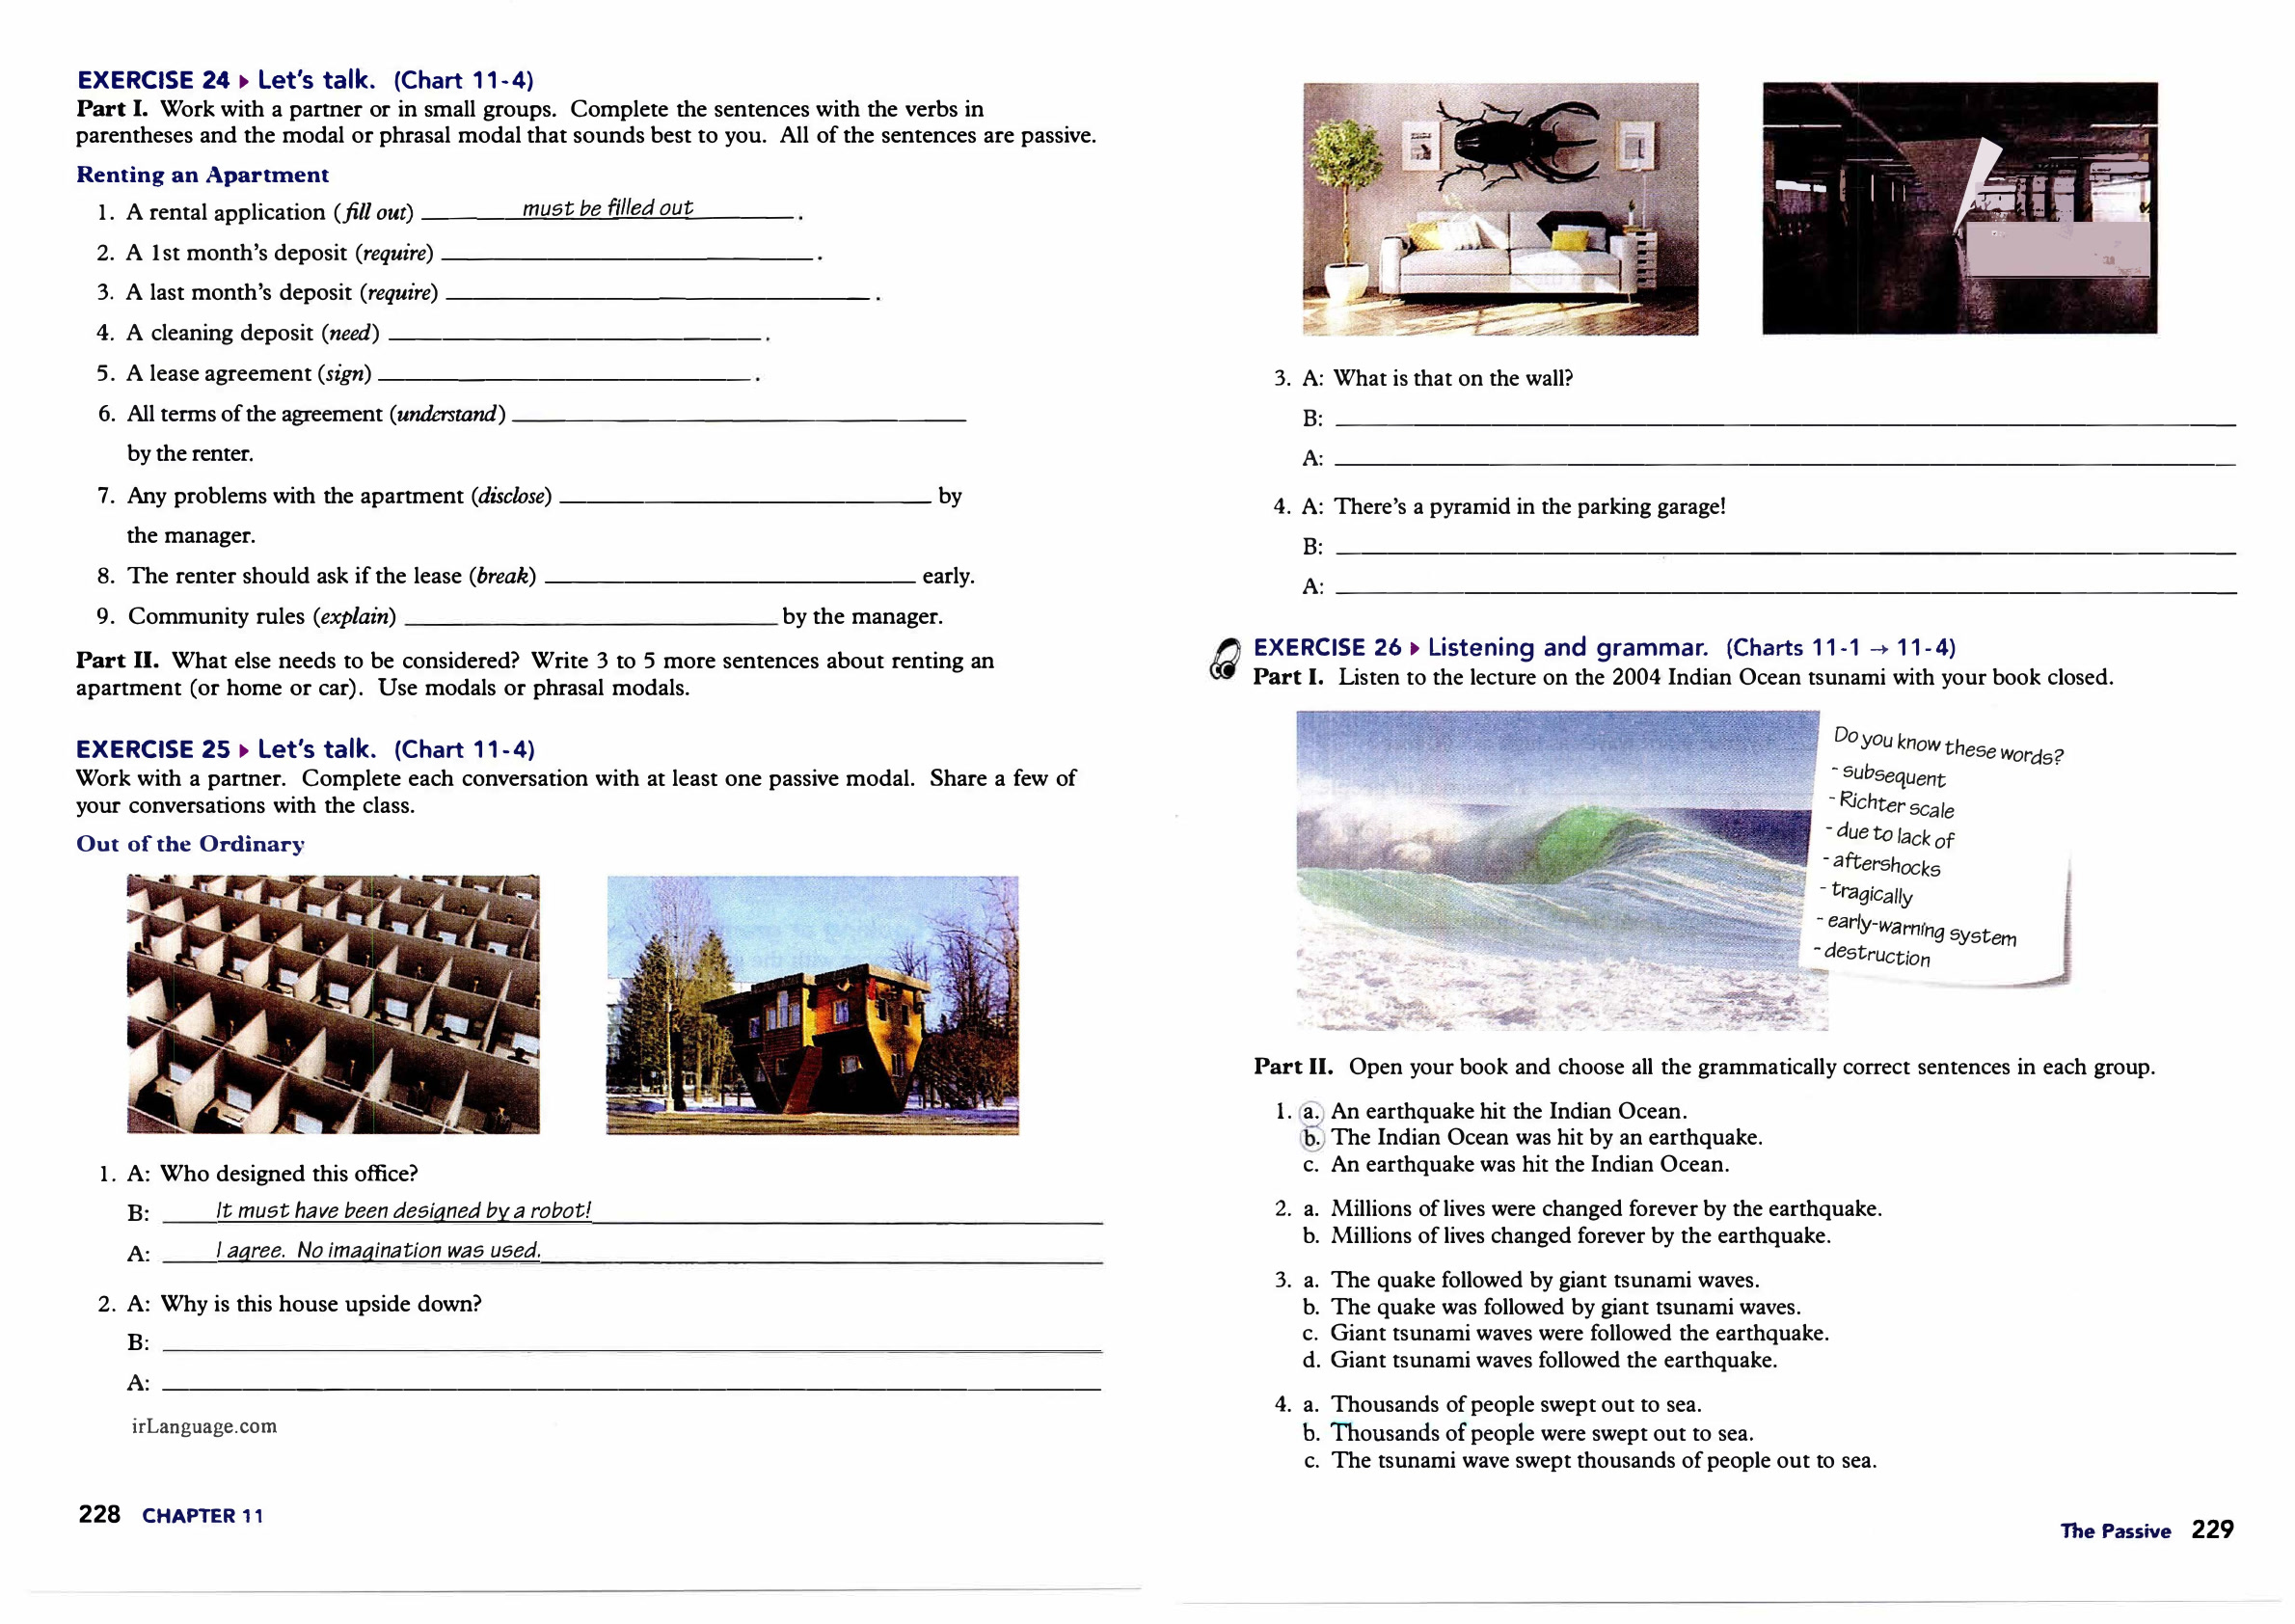 EXERCISE 24 ▸ Let's talk. (Chart 11-4)
Part I. Work with a partner or in small groups. Complete the sentences with the verbs in
parentheses and the modal or phrasal modal that sounds best to you. All of the sentences are passive.
Renting an Apartment
1. A rental application (fill out) must be filled out .
2. A 1st month's deposit (require) .
3. A last month's deposit (require) .
4. A cleaning deposit (need) .
5. A lease agreement (sign) .
6. All terms of the agreement (understand)
by the renter.
7. Any problems with the apartment (disclose) by
the manager.
8. The renter should ask if the lease (break) early.
9. Community rules (explain) by the manager.
Part II. What else needs to be considered? Write 3 to 5 more sentences about renting an
apartment (or home or car). Use modals or phrasal modals.
EXERCISE 25 ▸ Let's talk. (Chart 11-4)
Work with a partner. Complete each conversation with at least one passive modal. Share a few of
your conversations with the class.
Out of the Ordinary
1. A: Who designed this office?
B: It must have been designed by a robot!
A: I agree. No imagination was used.
2. A: Why is this house upside down?
B:
A:
irLanguage.com
228 CHAPTER 11
3. A: What is that on the wall?
B:
A:
4. A: There's a pyramid in the parking garage!
B:
A:
EXERCISE 26 ▸ Listening and grammar. (Charts 11-1 → 11-4)
Part I. Listen to the lecture on the 2004 Indian Ocean tsunami with your book closed.
Do you know these words?
- subsequent
- Richter scale
- due to lack of
- aftershocks
- tragically
- early-warning system
- destruction
Part II. Open your book and choose all the grammatically correct sentences in each group.
1. a. An earthquake hit the Indian Ocean.
b. The Indian Ocean was hit by an earthquake.
c. An earthquake was hit the Indian Ocean.
2. a. Millions of lives were changed forever by the earthquake.
b. Millions of lives changed forever by the earthquake.
3. a. The quake followed by giant tsunami waves.
b. The quake was followed by giant tsunami waves.
c. Giant tsunami waves were followed the earthquake.
d. Giant tsunami waves followed the earthquake.
4. a. Thousands of people swept out to sea.
b. Thousands of people were swept out to sea.
c. The tsunami wave swept thousands of people out to sea.
The Passive 229